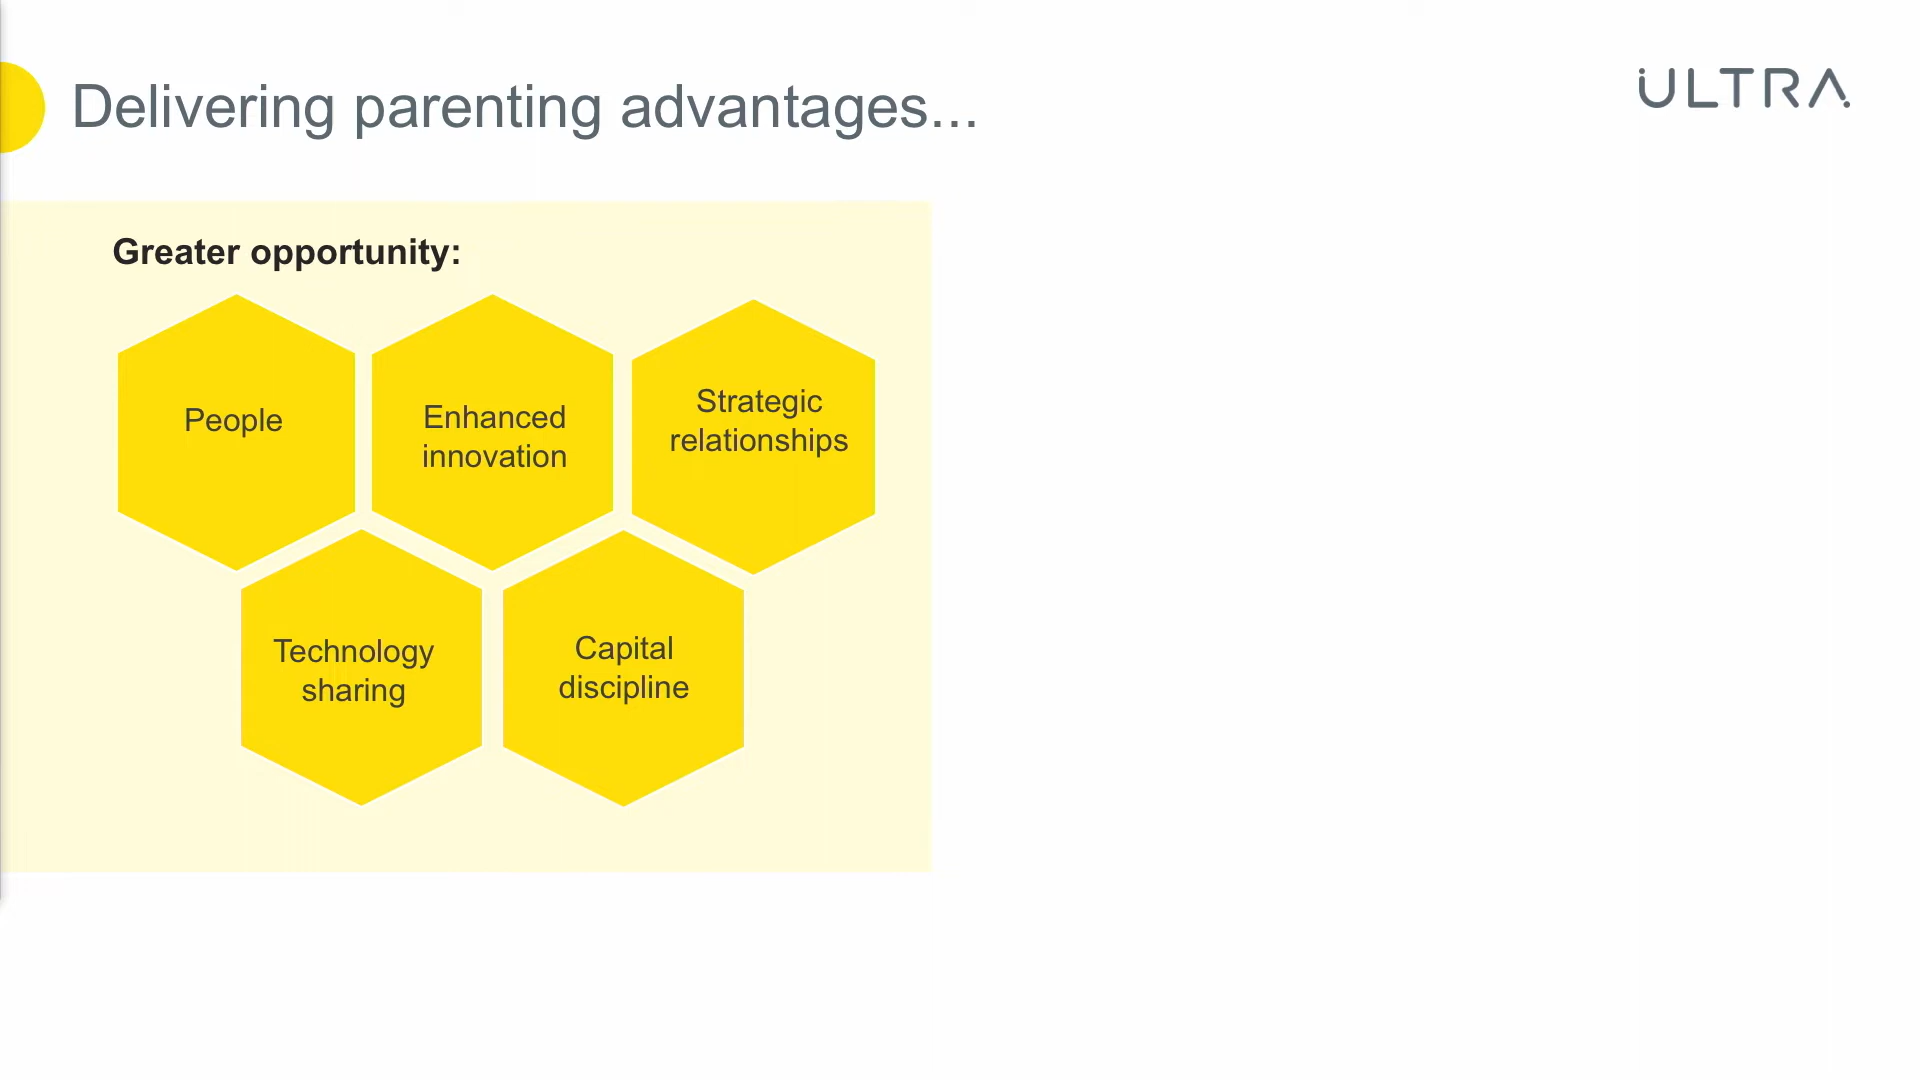 Delivering parenting advantages...
ULTRA
Greater opportunity:
People
Enhanced
innovation
Strategic
relationships
Technology
sharing
Capital
discipline